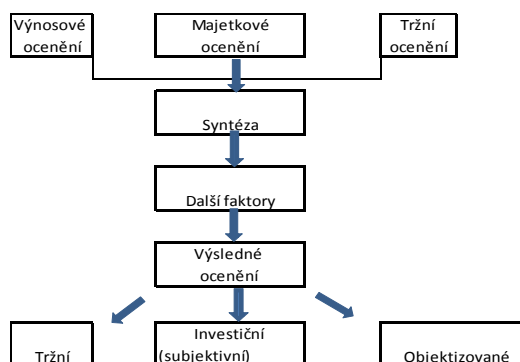 Výnosové
ocenění
Majetkové
ocenění
Tržní
ocenění
Syntéza
Další faktory
Výsledné
ocenění
Tržní
Investiční
(subjektivní)
Objektizované